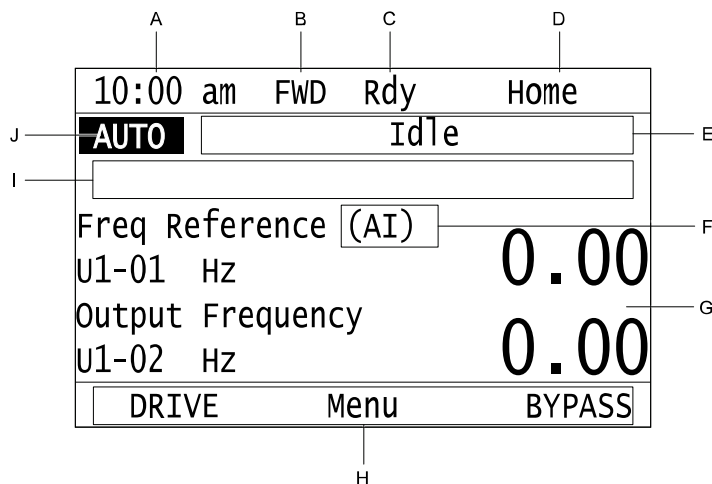 A B C D
10:00 am FWD Rdy Home
J AUTO Idle E
I
Freq Reference (AI) F
U1-01 Hz 0.00
G
Output Frequency
U1-02 Hz 0.00
DRIVE Menu BYPASS
H